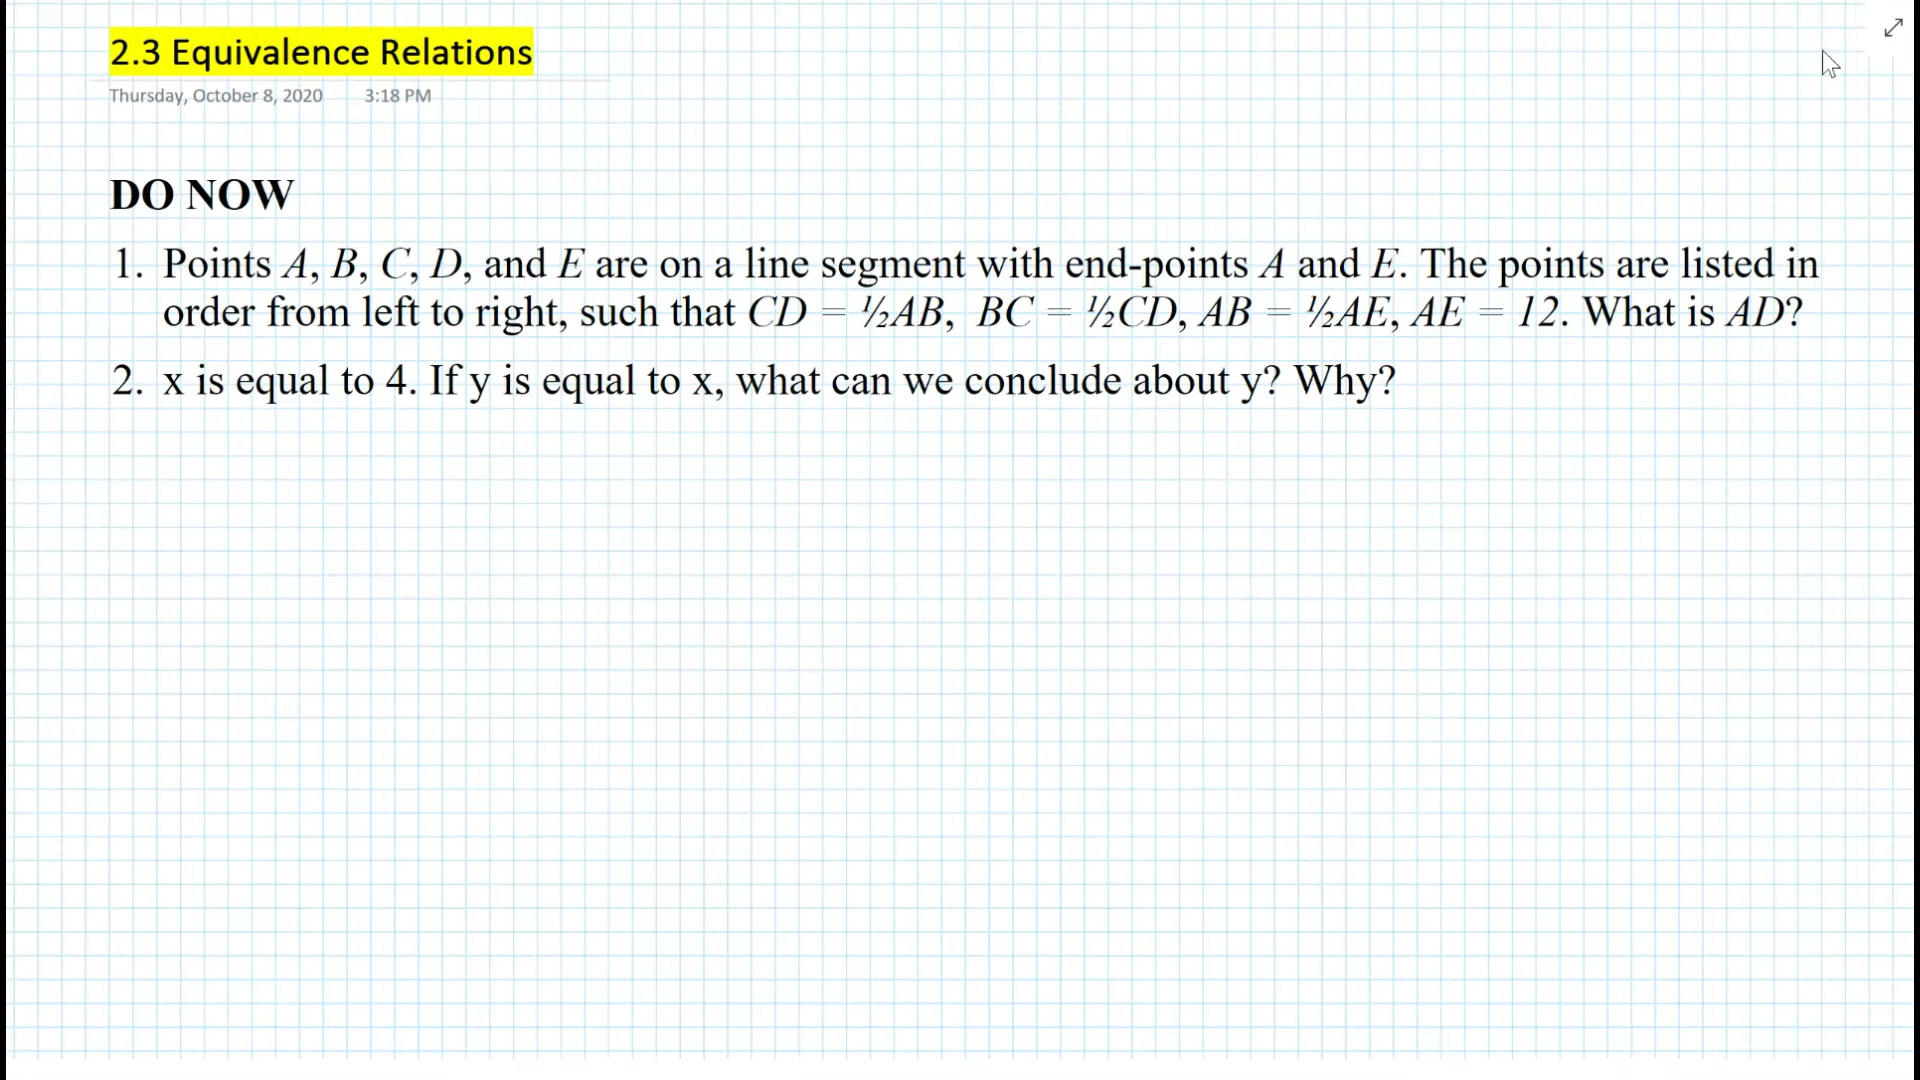 2.3 Equivalence Relations
Thursday, October 8, 2020 3:18 PM
DO NOW
1. Points A, B, C, D, and E are on a line segment with end-points A and E. The points are listed in
order from left to right, such that CD = ½AB, BC = ½CD, AB = ½AE, AE = 12. What is AD?
2. x is equal to 4. If y is equal to x, what can we conclude about y? Why?